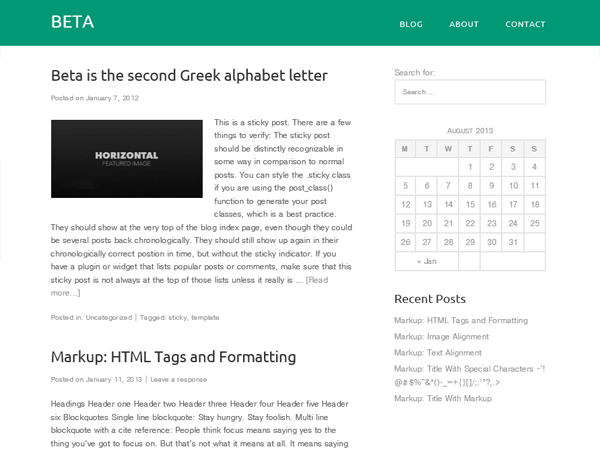 BETA
BLOG ABOUT CONTACT
Beta is the second Greek alphabet letter
Posted on January 7, 2012
HORIZONTAL
FEATURED IMAGE
This is a sticky post. There are a few
things to verify: The sticky post
should be distinctly recognizable in
some way in comparison to normal
posts. You can style the .sticky class
if you are using the post_class()
function to generate your post
classes, which is a best practice.
They should show at the very top of the blog index page, even though they could
be several posts back chronologically. They should still show up again in their
chronologically correct postion in time, but without the sticky indicator. If you
have a plugin or widget that lists popular posts or comments, make sure that this
sticky post is not always at the top of those lists unless it really is ... [Read
more...]
Posted in: Uncategorized | Tagged: sticky, template
Markup: HTML Tags and Formatting
Posted on January 11, 2013 | Leave a response
Headings Header one Header two Header three Header four Header five Header
six Blockquotes Single line blockquote: Stay hungry. Stay foolish. Multi line
blockquote with a cite reference: People think focus means saying yes to the
thing you've got to focus on. But that's not what it means at all. It means saying
Search for:
Search ...
AUGUST 2013
M T W T F S S
1 2 3 4
5 6 7 8 9 10 11
12 13 14 15 16 17 18
19 20 21 22 23 24 25
26 27 28 29 30 31
« Jan
Recent Posts
Markup: HTML Tags and Formatting
Markup: Image Alignment
Markup: Text Alignment
Markup: Title With Special Characters ~`!
@#$%^&*()-_=+{}[]/;:'"?,.>
Markup: Title With Markup